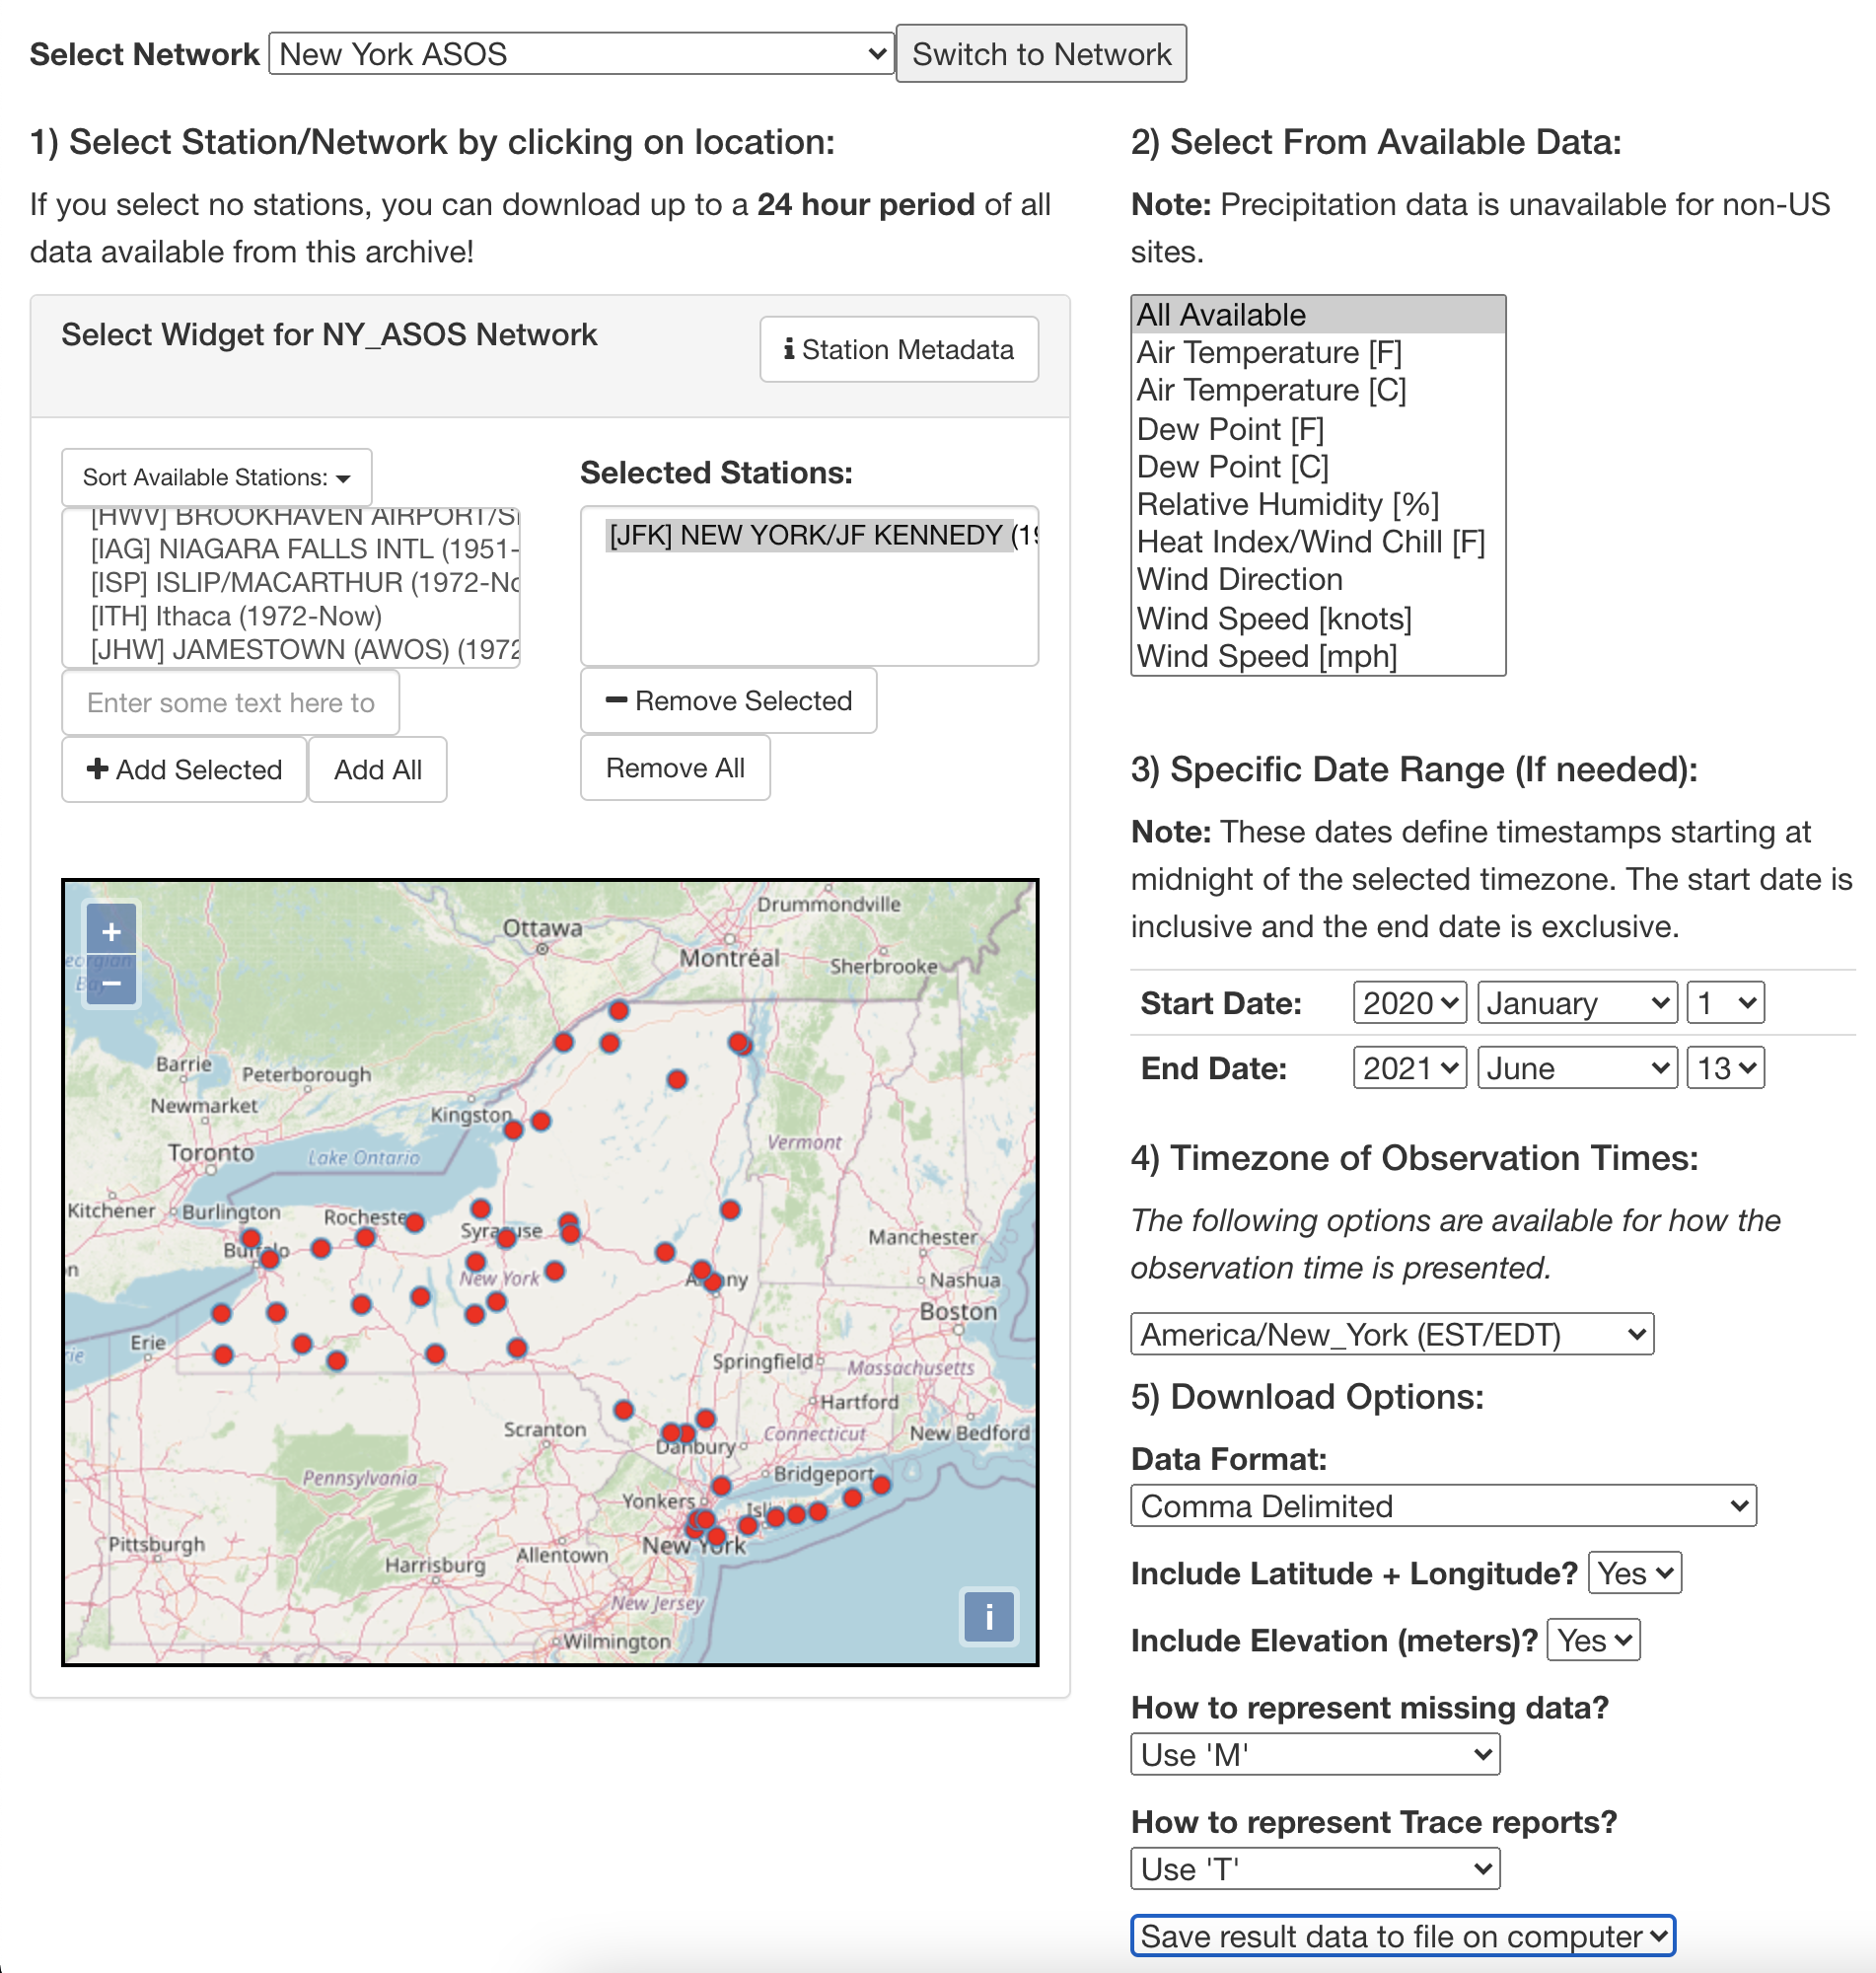 Select Network New York ASOS Switch to Network
1) Select Station/Network by clicking on location:
If you select no stations, you can download up to a 24 hour period of all
data available from this archive!
Select Widget for NY_ASOS Network
Station Metadata
Sort Available Stations:
[HWV] BROOKHAVEN
[IAG] NIAGARA FALLS INTL (1951-
[ISP] ISLIP/MACARTHUR (1972-
[ITH] Ithaca (1972-Now)
[JHW] JAMESTOWN (AWOS) (1972
Enter some text here to
+ Add Selected Add All
Selected Stations:
[JFK] NEW YORK/JF KENNEDY
Remove Selected
Remove All
+
−
Drummondville
Ottawa
Montréal
Sherbrooke
Barrie
Peterborough
Newmarket
Kingston
Toronto
Lake Ontario
Vermont
Kitchener
Burlington
Manchester
New York
Nashua
Boston
Erie
Springfield
Massachusetts
Hartford
Scranton
Danbury
Connecticut
New Bedford
Pennsylvania
Bridgeport
Yonkers
Pittsburgh
New York
Allentown
Harrisburg
New Jersey
Wilmington
i
2) Select From Available Data:
Note: Precipitation data is unavailable for non-US
sites.
All Available
Air Temperature [F]
Air Temperature [C]
Dew Point [F]
Dew Point [C]
Relative Humidity [%]
Heat Index/Wind Chill [F]
Wind Direction
Wind Speed [knots]
Wind Speed [mph]
3) Specific Date Range (If needed):
Note: These dates define timestamps starting at
midnight of the selected timezone. The start date is
inclusive and the end date is exclusive.
Start Date: 2020 January 1
End Date: 2021 June 13
4) Timezone of Observation Times:
The following options are available for how the
observation time is presented.
America/New_York (EST/EDT)
5) Download Options:
Data Format:
Comma Delimited
Include Latitude + Longitude? Yes
Include Elevation (meters)? Yes
How to represent missing data?
Use 'M'
How to represent Trace reports?
Use 'T'
Save result data to file on computer